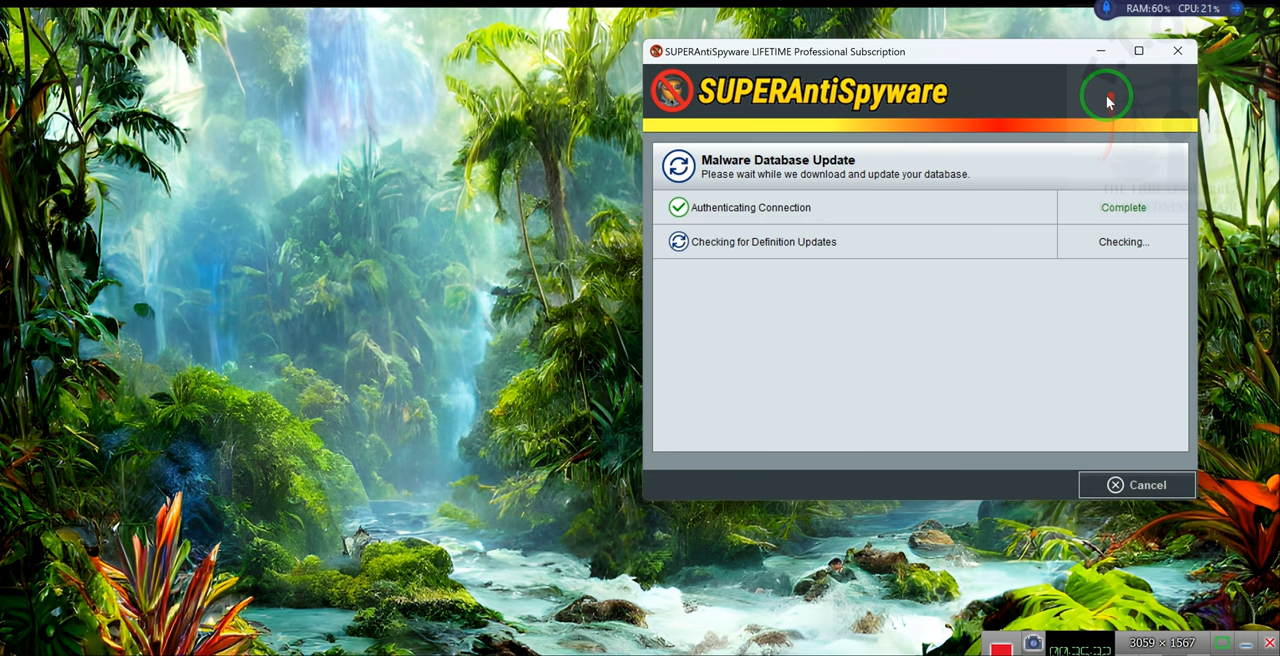 RAM: 60% CPU: 21%
SUPERAntiSpyware LIFETIME Professional Subscription
SUPERAntiSpyware
Malware Database Update
Please wait while we download and update your database.
Authenticating Connection
Complete
Checking for Definition Updates
Checking...
Cancel
3059 × 1567